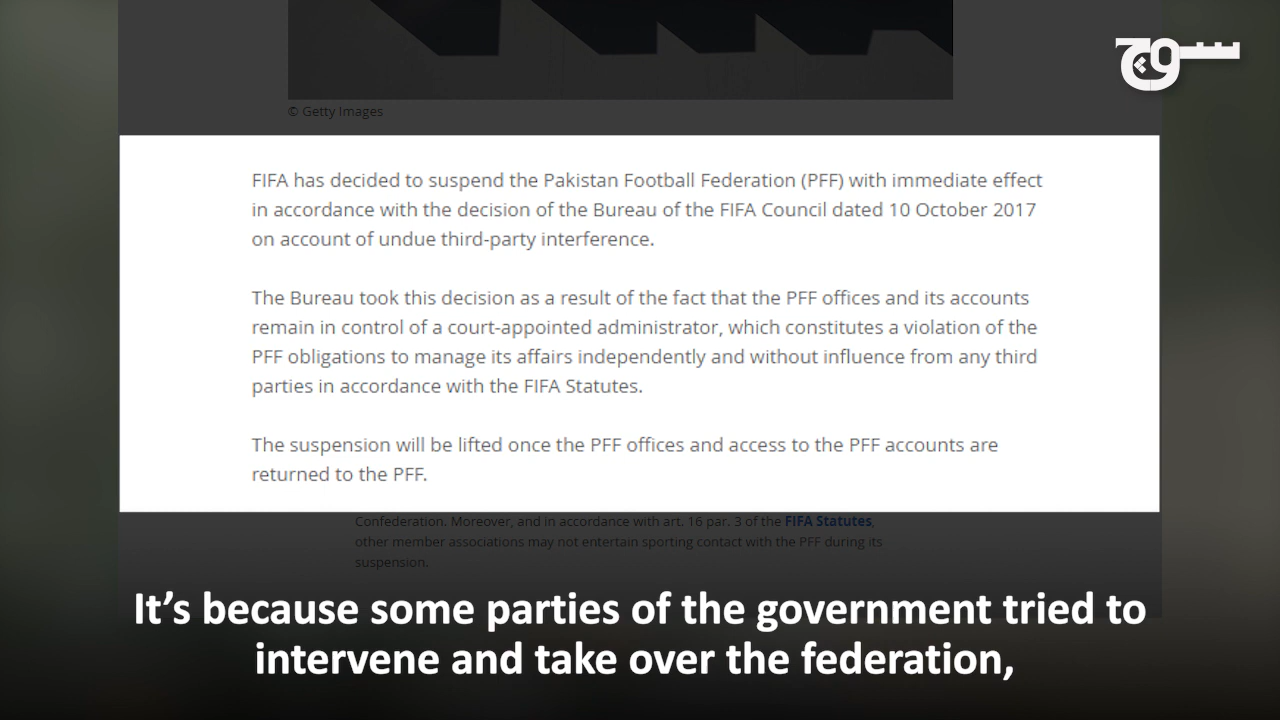 سوچ
© Getty Images
FIFA has decided to suspend the Pakistan Football Federation (PFF) with immediate effect
in accordance with the decision of the Bureau of the FIFA Council dated 10 October 2017
on account of undue third-party interference.
The Bureau took this decision as a result of the fact that the PFF offices and its accounts
remain in control of a court-appointed administrator, which constitutes a violation of the
PFF obligations to manage its affairs independently and without influence from any third
parties in accordance with the FIFA Statutes.
The suspension will be lifted once the PFF offices and access to the PFF accounts are
returned to the PFF.
Confederation. Moreover, and in accordance with art. 16 par. 3 of the FIFA Statutes,
other member associations may not entertain sporting contact with the PFF during its
suspension.
It’s because some parties of the government tried to
intervene and take over the federation,